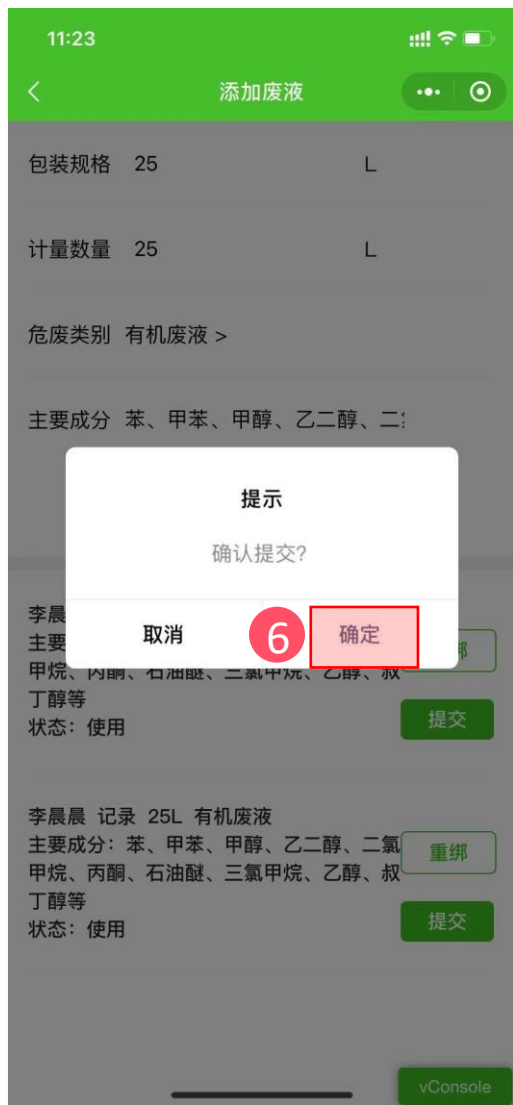 11:23
添加废液
包装规格 25 L
计量数量 25 L
危废类别 有机废液 >
主要成分 苯、甲苯、甲醇、乙二醇、二
提示
确认提交?
取消 6 确定
李晨
主要
甲烷、丙酮、石油醚、三氯甲烷、乙醇、叔
丁醇等
状态：使用
提交
李晨晨 记录 25L 有机废液
主要成分：苯、甲苯、甲醇、乙二醇、二氯
甲烷、丙酮、石油醚、三氯甲烷、乙醇、叔
丁醇等
状态：使用
重绑
提交
vConsole